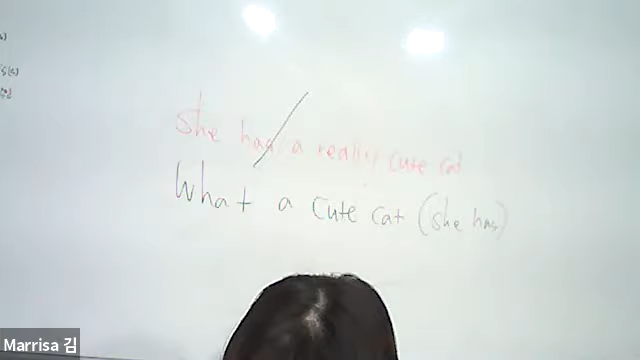 She has a really cute cat
What a cute cat (she has)
Marrisa 김